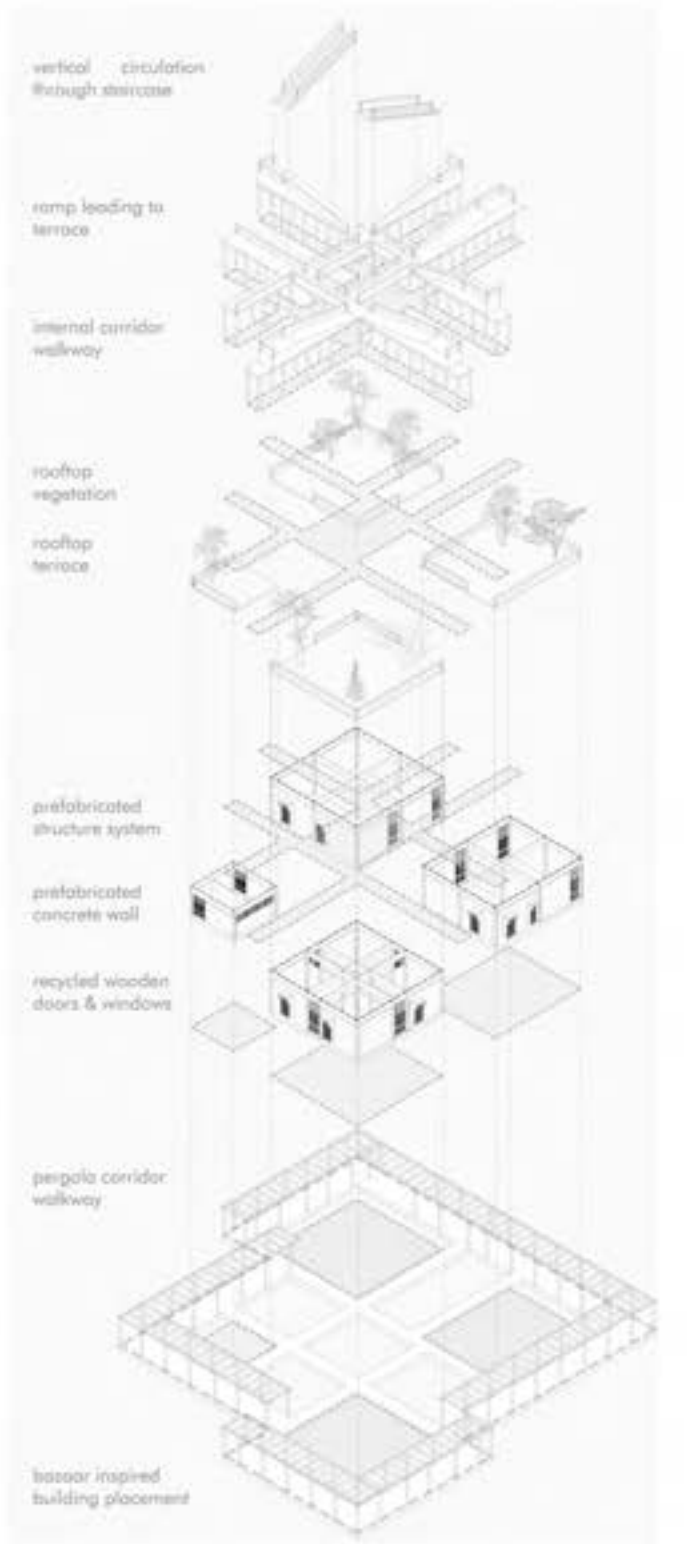 vertical circulation
through staircase
ramp leading to
terrace
internal corridor
walkway
rooftop
vegetation
rooftop
terrace
prefabricated
structure system
prefabricated
concrete wall
recycled wooden
doors & windows
pergola corridor
walkway
bazaar inspired
building placement